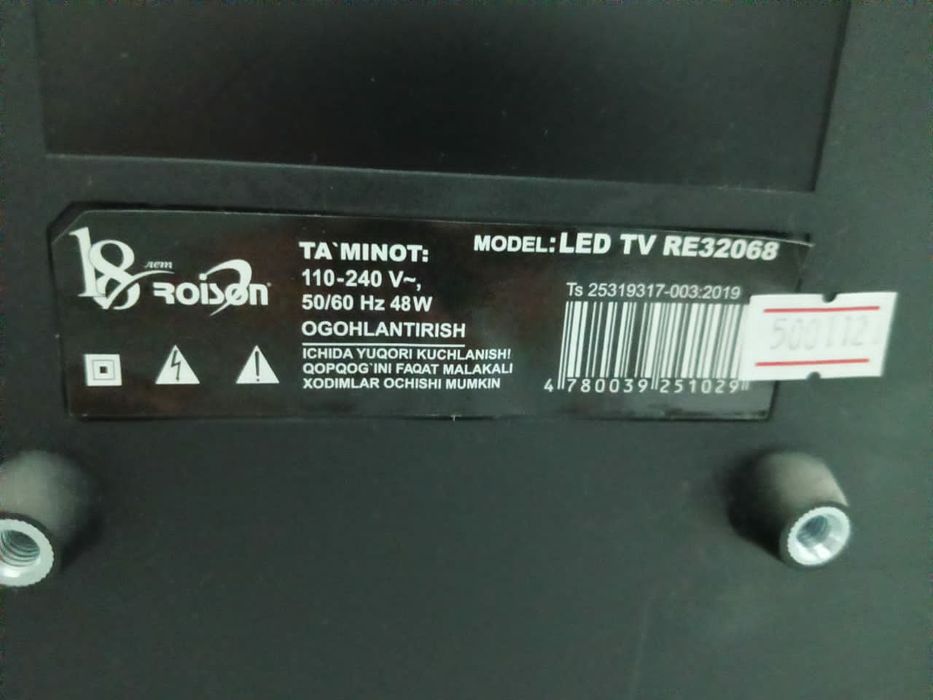 18 лет
ROISON®
TA`MINOT:
110-240 V~,
50/60 Hz 48W
OGOHLANTIRISH
ICHIDA YUQORI KUCHLANISH!
QOPQOG`INI FAQAT MALAKALI
XODIMLAR OCHISHI MUMKIN
MODEL: LED TV RE32068
Ts 25319317-003:2019
4 780039 251029
5001112